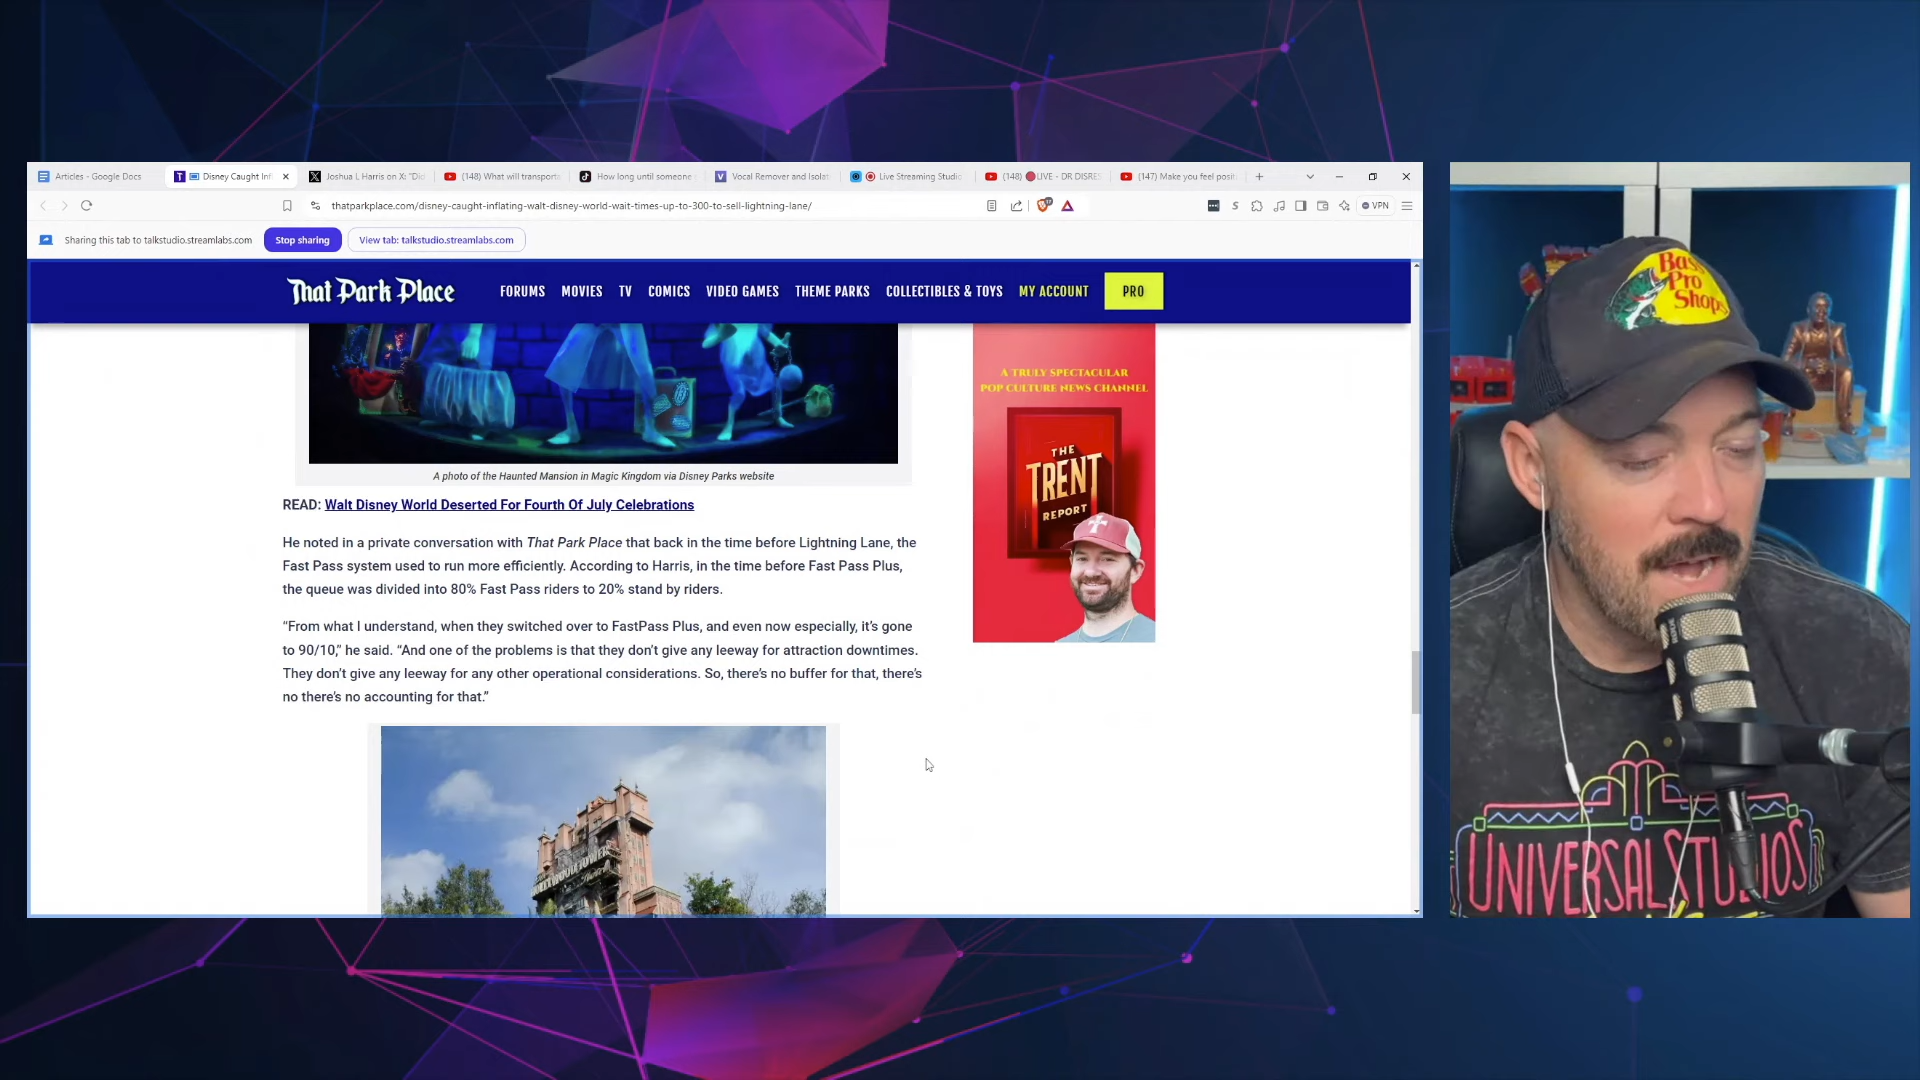 Articles - Google Docs
Disney Caught Infl
Joshua L Harris on X: "Did
(148) What will transport
How long until someone
Vocal Remover and Isolat
Live Streaming Studio
(148) 🔴LIVE - DR DISRES
(147) Make you feel posit
thatparkplace.com/disney-caught-inflating-walt-disney-world-wait-times-up-to-300-to-sell-lightning-lane/
VPN
Sharing this tab to talkstudio.streamlabs.com
Stop sharing
View tab: talkstudio.streamlabs.com
That Park Place
FORUMS MOVIES TV COMICS VIDEO GAMES THEME PARKS COLLECTIBLES & TOYS MY ACCOUNT PRO
A photo of the Haunted Mansion in Magic Kingdom via Disney Parks website
READ: Walt Disney World Deserted For Fourth Of July Celebrations
He noted in a private conversation with That Park Place that back in the time before Lightning Lane, the
Fast Pass system used to run more efficiently. According to Harris, in the time before Fast Pass Plus,
the queue was divided into 80% Fast Pass riders to 20% stand by riders.
“From what I understand, when they switched over to FastPass Plus, and even now especially, it’s gone
to 90/10,” he said. “And one of the problems is that they don’t give any leeway for attraction downtimes.
They don’t give any leeway for any other operational considerations. So, there’s no buffer for that, there’s
no there’s no accounting for that.”
A TRULY SPECTACULAR
POP CULTURE NEWS CHANNEL
THE
TRENT
REPORT
Bass
Pro
Shops
UNIVERSAL STUDIOS